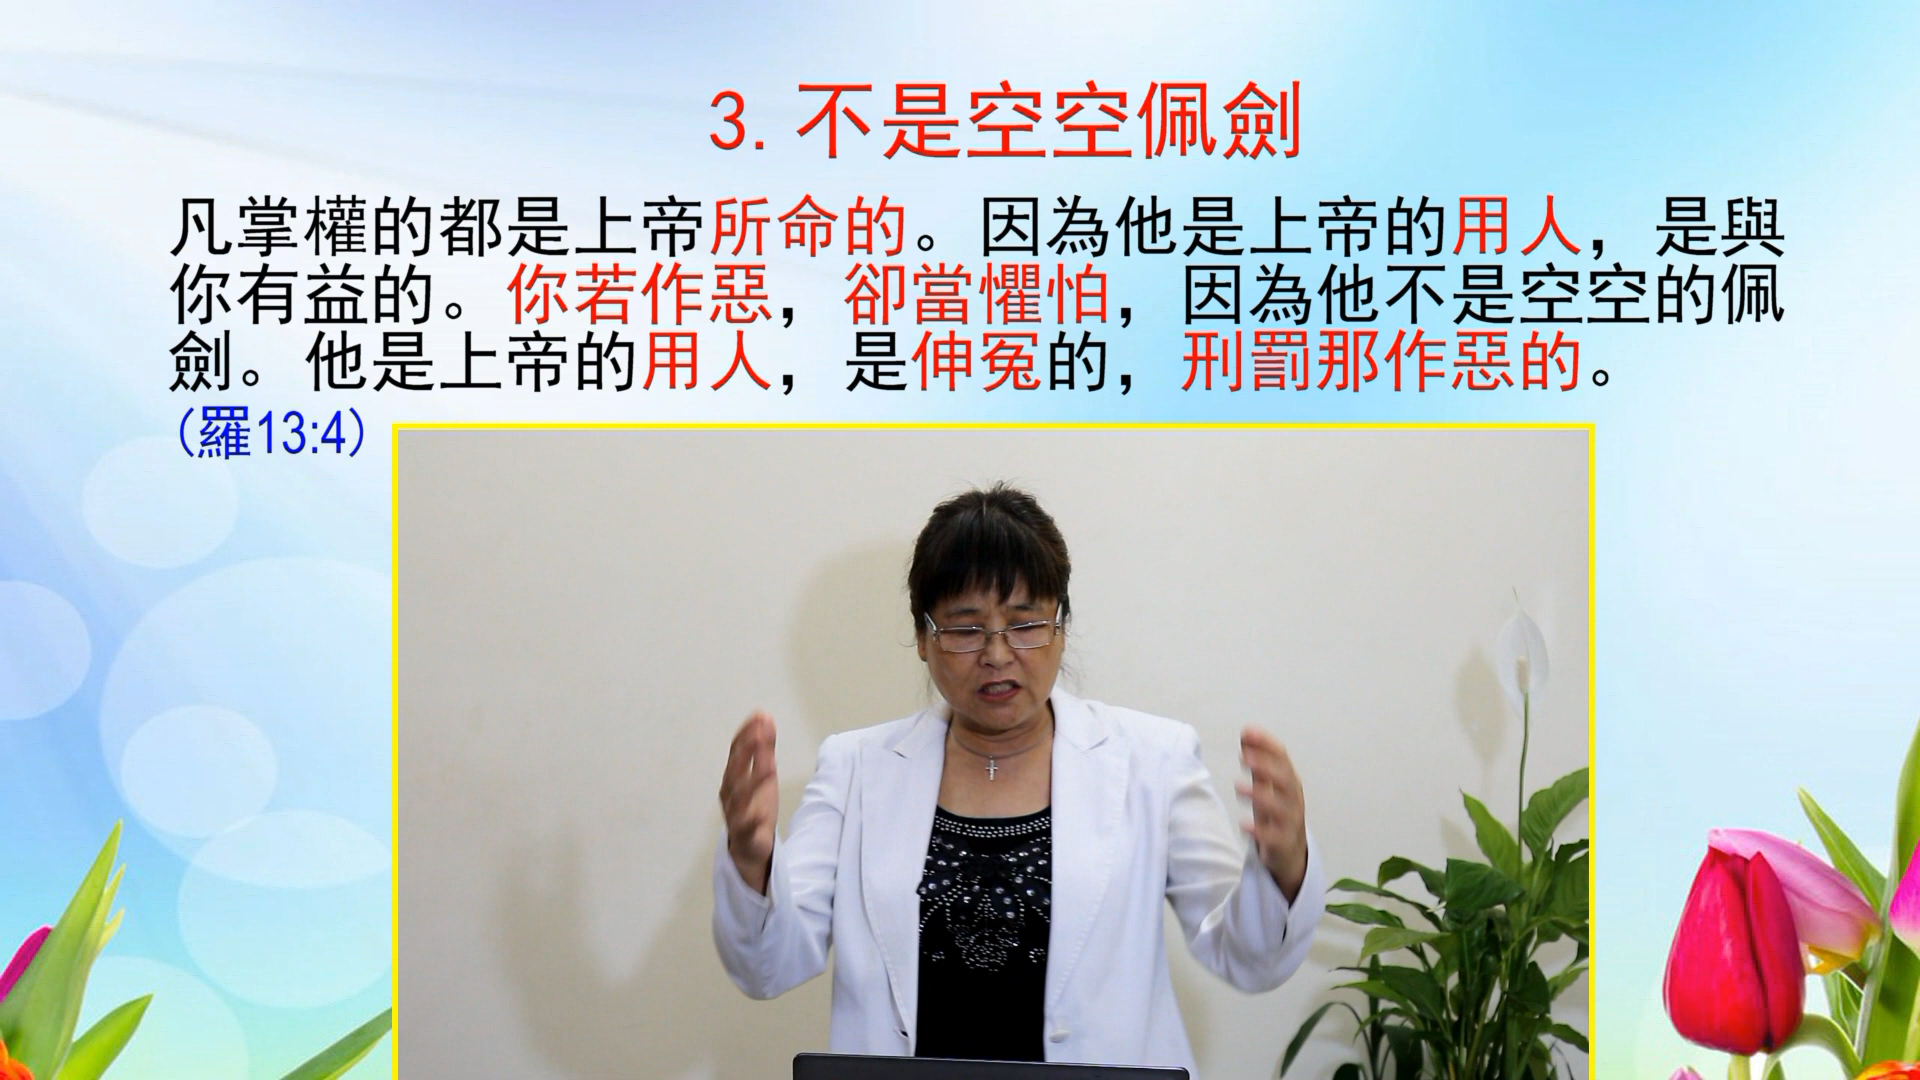 3. 不是空空佩劍
凡掌權的都是上帝所命的。因為他是上帝的用人，是與
你有益的。你若作惡，卻當懼怕，因為他不是空空的佩
劍。他是上帝的用人，是伸冤的，刑罰那作惡的。
(羅13:4)